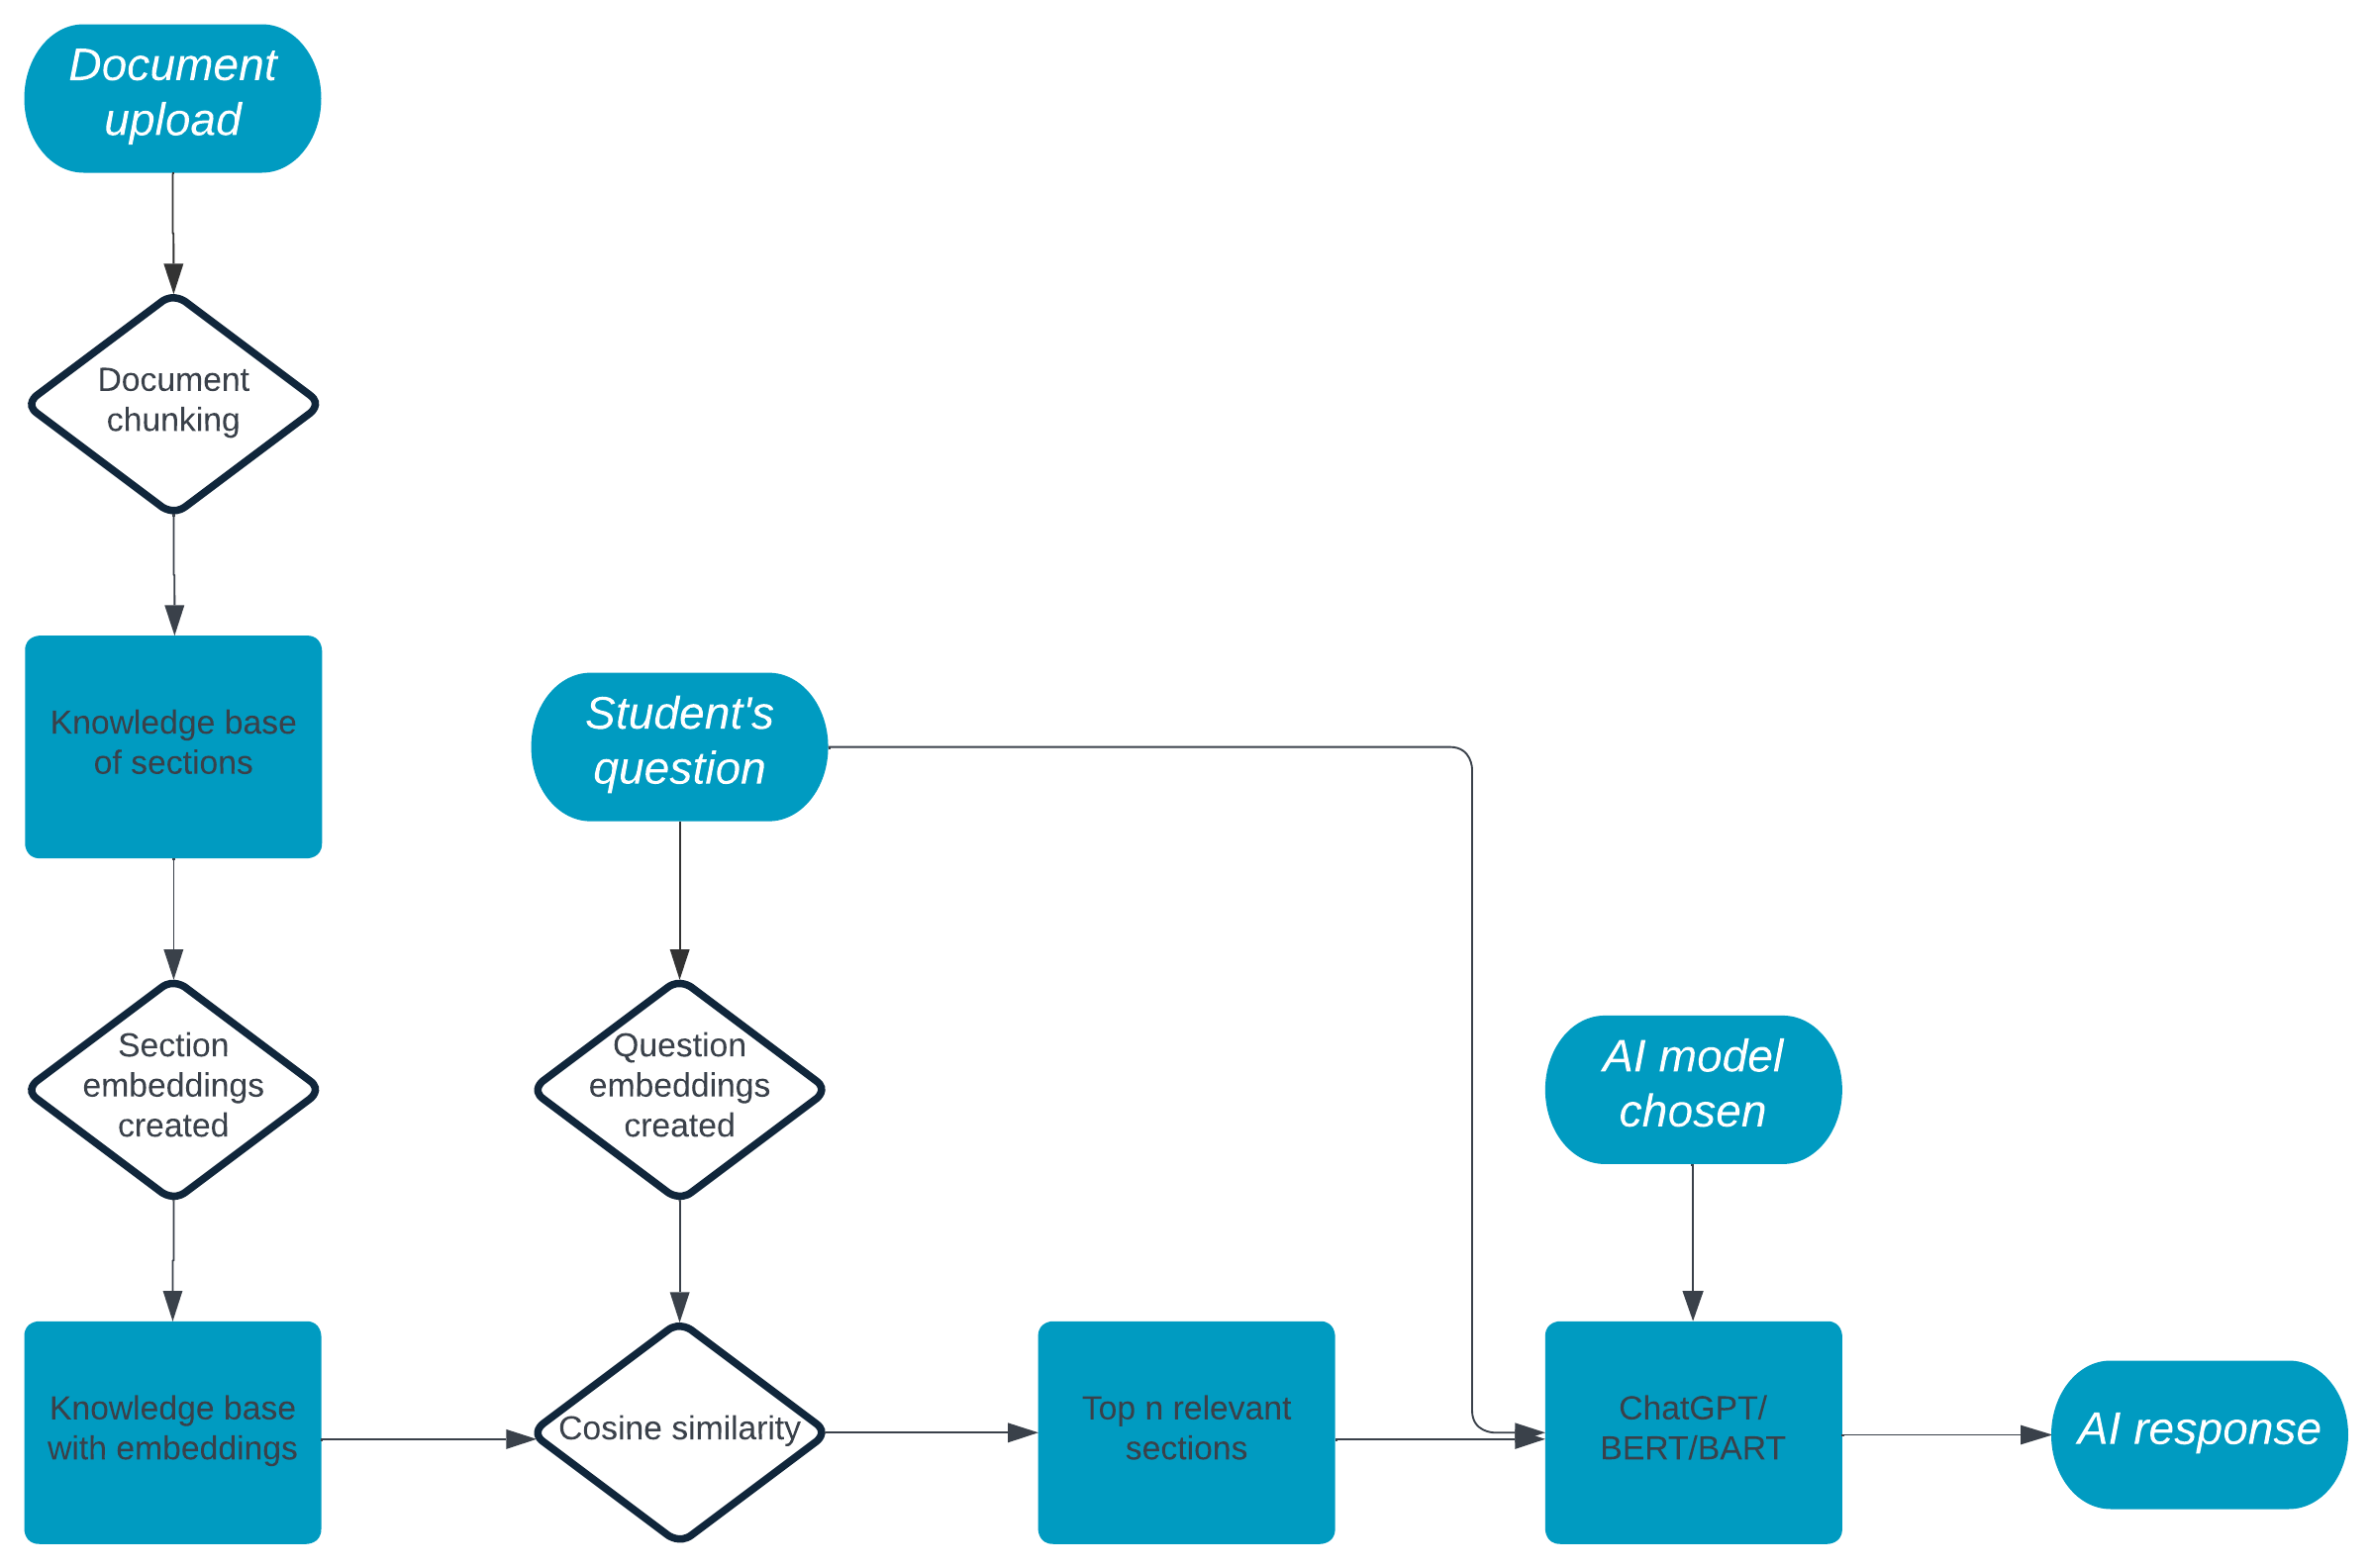 Document
upload
Document
chunking
Knowledge base
of sections
Section
embeddings
created
Knowledge base
with embeddings
Student's
question
Question
embeddings
created
Cosine similarity
Top n relevant
sections
AI model
chosen
ChatGPT/
BERT/BART
AI response